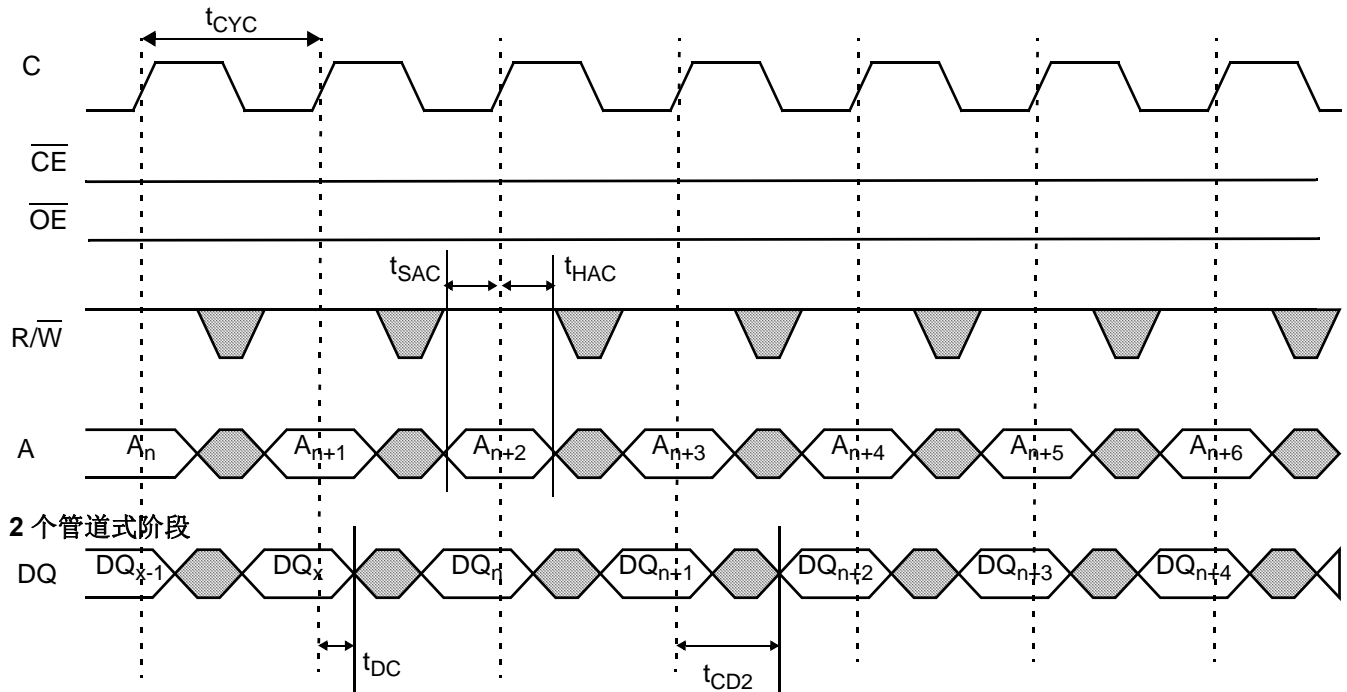 tCYC
C
CE
OE
tSAC tHAC
R/W
A An An+1 An+2 An+3 An+4 An+5 An+6
2 个管道式阶段
DQ DQx-1 DQx DQn DQn+1 DQn+2 DQn+3 DQn+4
tDC tCD2